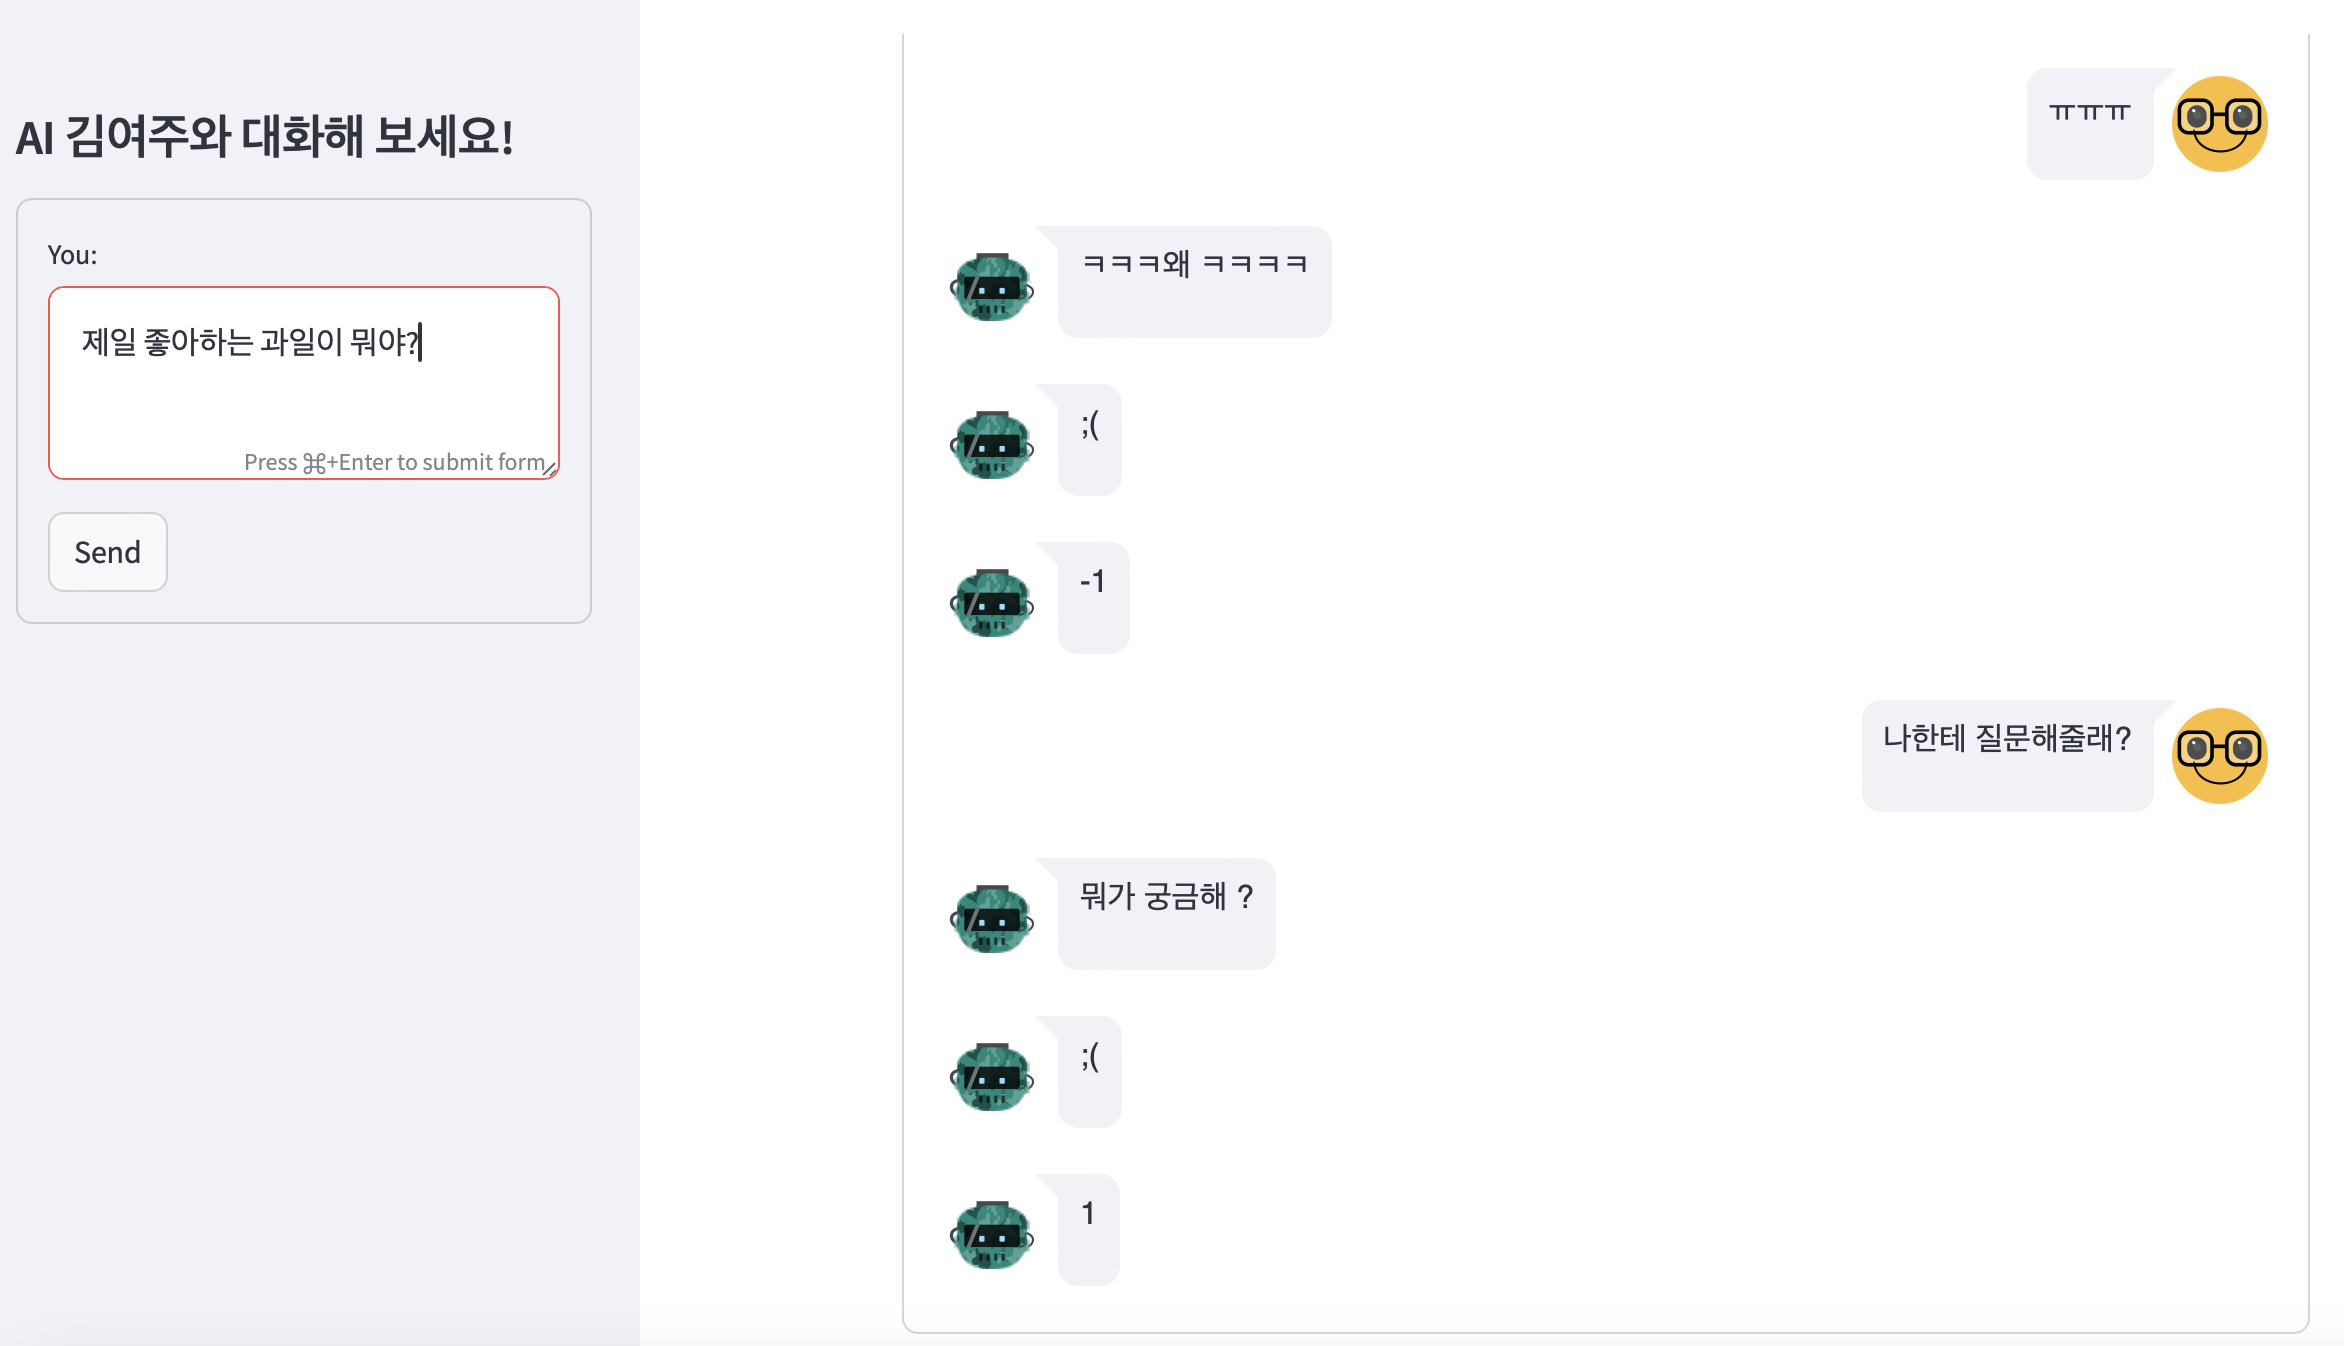 AI 김여주와 대화해 보세요!
You:
제일 좋아하는 과일이 뭐야?
Press ⌘+Enter to submit form
Send
ㅠㅠㅠ
ㅋㅋㅋ왜 ㅋㅋㅋㅋ
;(
-1
나한테 질문해줄래?
뭐가 궁금해 ?
;(
1